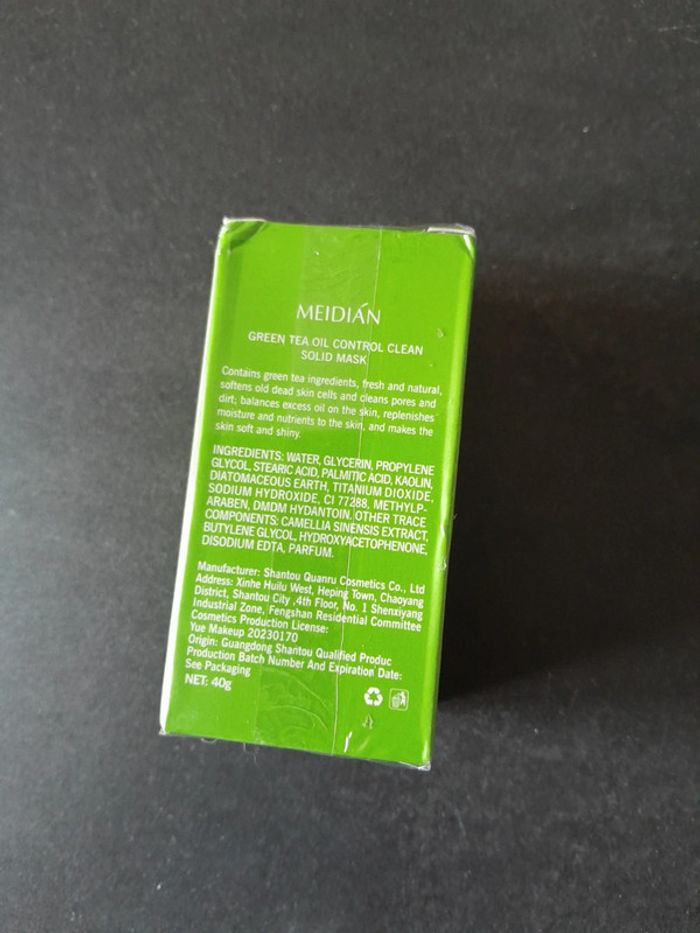 MEIDIÁN
GREEN TEA OIL CONTROL CLEAN
SOLID MASK
Contains green tea ingredients, fresh and natural,
softens old dead skin cells and cleans pores and
dirt; balances excess oil on the skin, replenishes
moisture and nutrients to the skin, and makes the
skin soft and shiny.
INGREDIENTS: WATER, GLYCERIN, PROPYLENE
GLYCOL, STEARIC ACID, PALMITIC ACID, KAOLIN,
DIATOMACEOUS EARTH, TITANIUM DIOXIDE,
SODIUM HYDROXIDE, CI 77288, METHYLP-
ARABEN, DMDM HYDANTOIN. OTHER TRACE
COMPONENTS: CAMELLIA SINENSIS EXTRACT,
BUTYLENE GLYCOL, HYDROXYACETOPHENONE,
DISODIUM EDTA, PARFUM.
Manufacturer: Shantou Quanru Cosmetics Co., Ltd
Address: Xinhe Huilu West, Heping Town, Chaoyang
District, Shantou City ,4th Floor, No. 1 Shenxiyang
Industrial Zone, Fengshan Residential Committee
Cosmetics Production License:
Yue Makeup 20230170
Origin: Guangdong Shantou Qualified Produc
Production Batch Number And Expiration Date:
See Packaging
NET: 40g